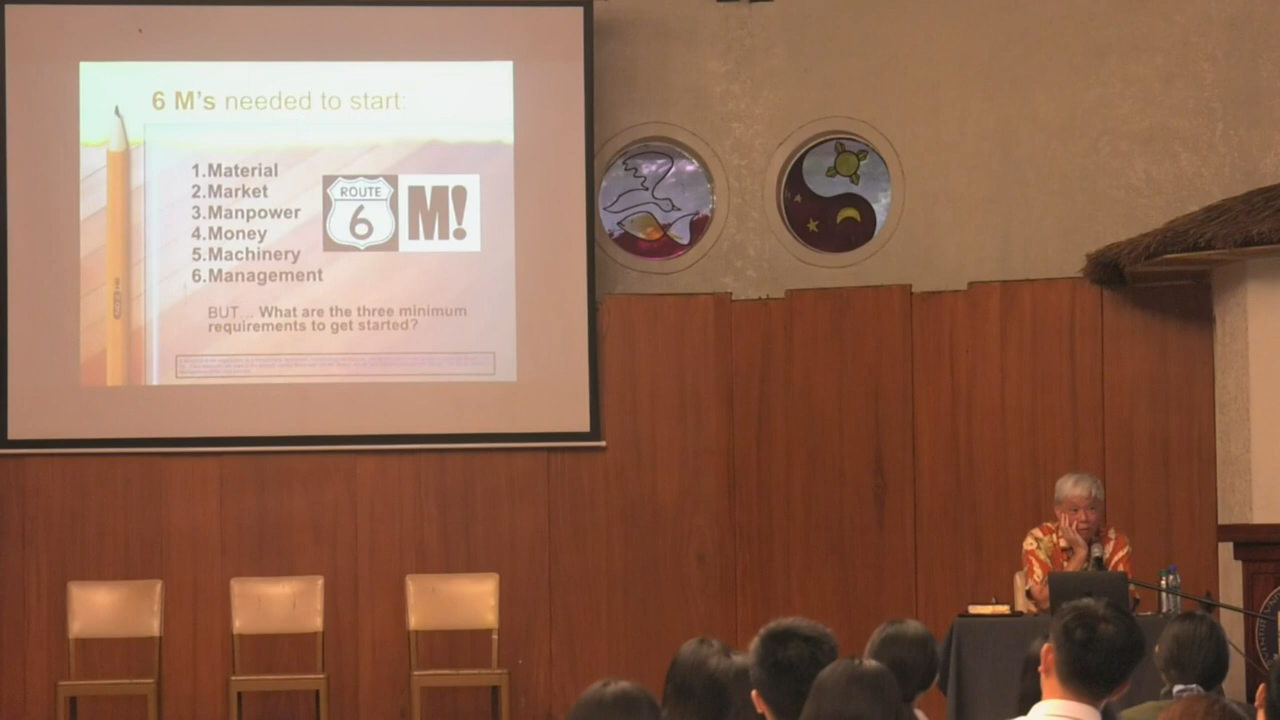 6 M's needed to start:
1.Material
2.Market
3.Manpower
4.Money
5.Machinery
6.Management
ROUTE
6
M!
BUT... What are the three minimum
requirements to get started?